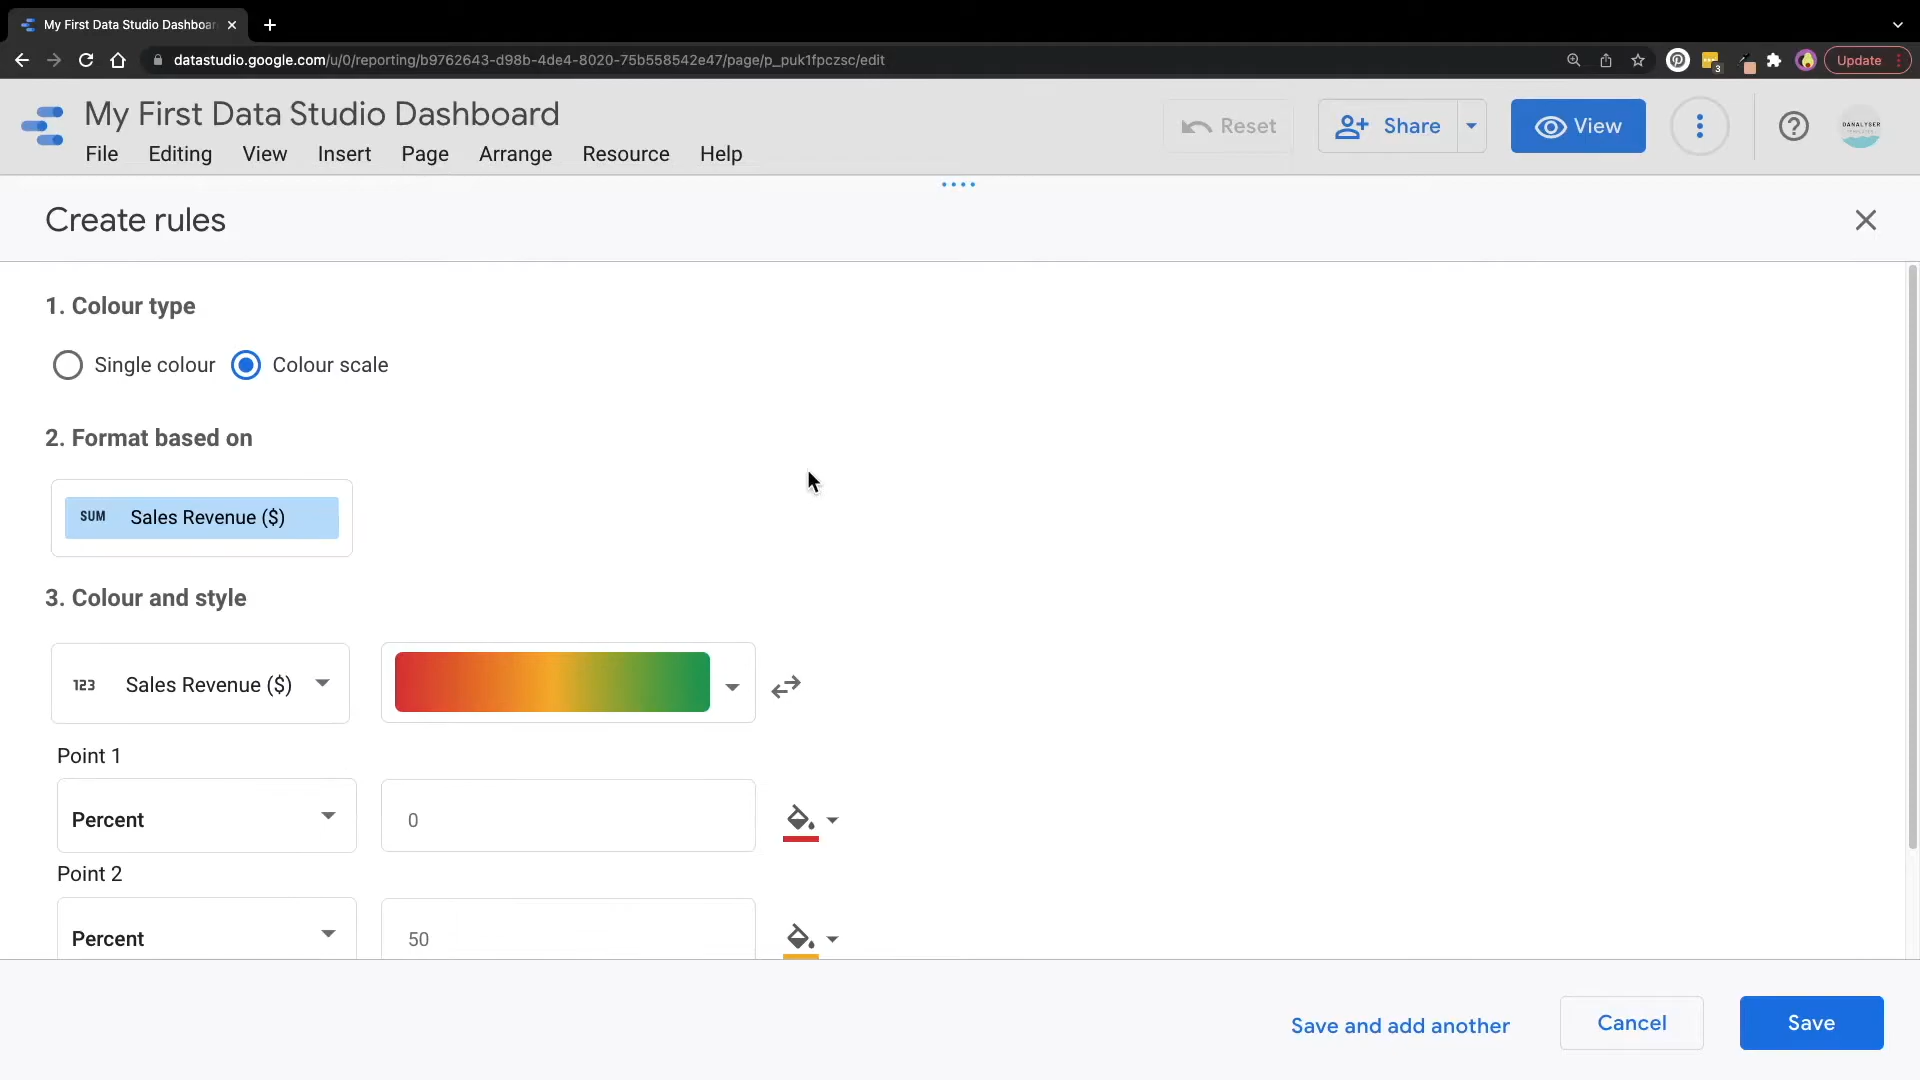 My First Data Studio Dashboar
datastudio.google.com/u/0/reporting/b9762643-d98b-4de4-8020-75b558542e47/page/p_puk1fpczsc/edit
3
Update
My First Data Studio Dashboard
Reset
Share
View
DANALYSER
File Editing View Insert Page Arrange Resource Help
Create rules
1. Colour type
Single colour
Colour scale
2. Format based on
SUM Sales Revenue ($)
3. Colour and style
123 Sales Revenue ($)
Point 1
Percent
0
Point 2
Percent
50
Save and add another
Cancel
Save